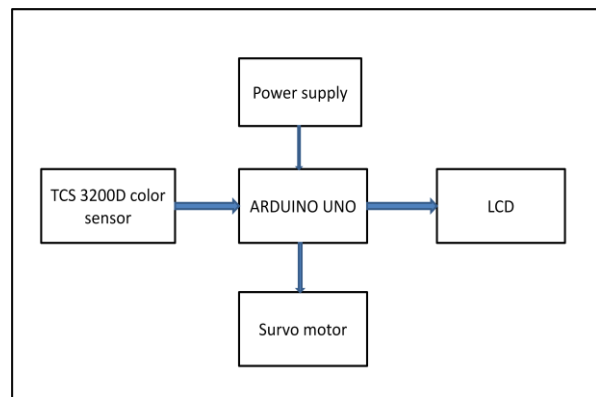 Power supply
TCS 3200D color
sensor
ARDUINO UNO
LCD
Survo motor